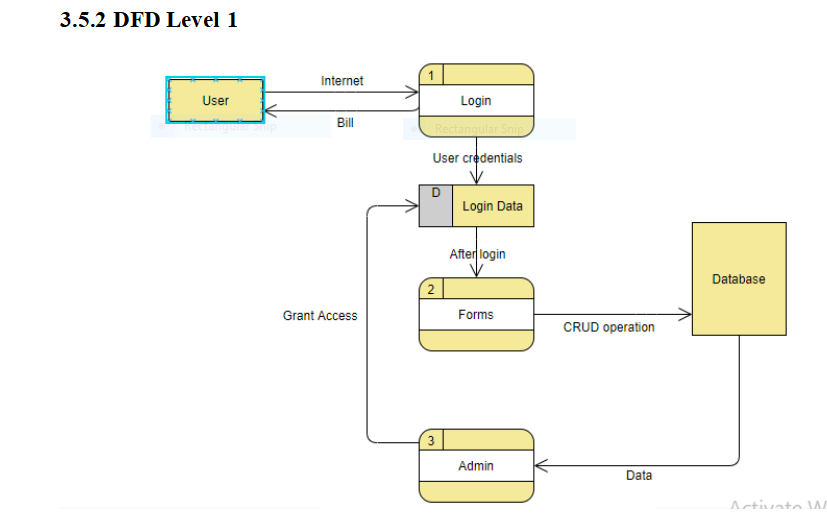 3.5.2 DFD Level 1
1
Internet
User
Login
Bill
Rectangular Snip
Rectangular Snip
User credentials
D
Login Data
After login
Database
2
Grant Access
Forms
CRUD operation
3
Admin
Data
Activate W